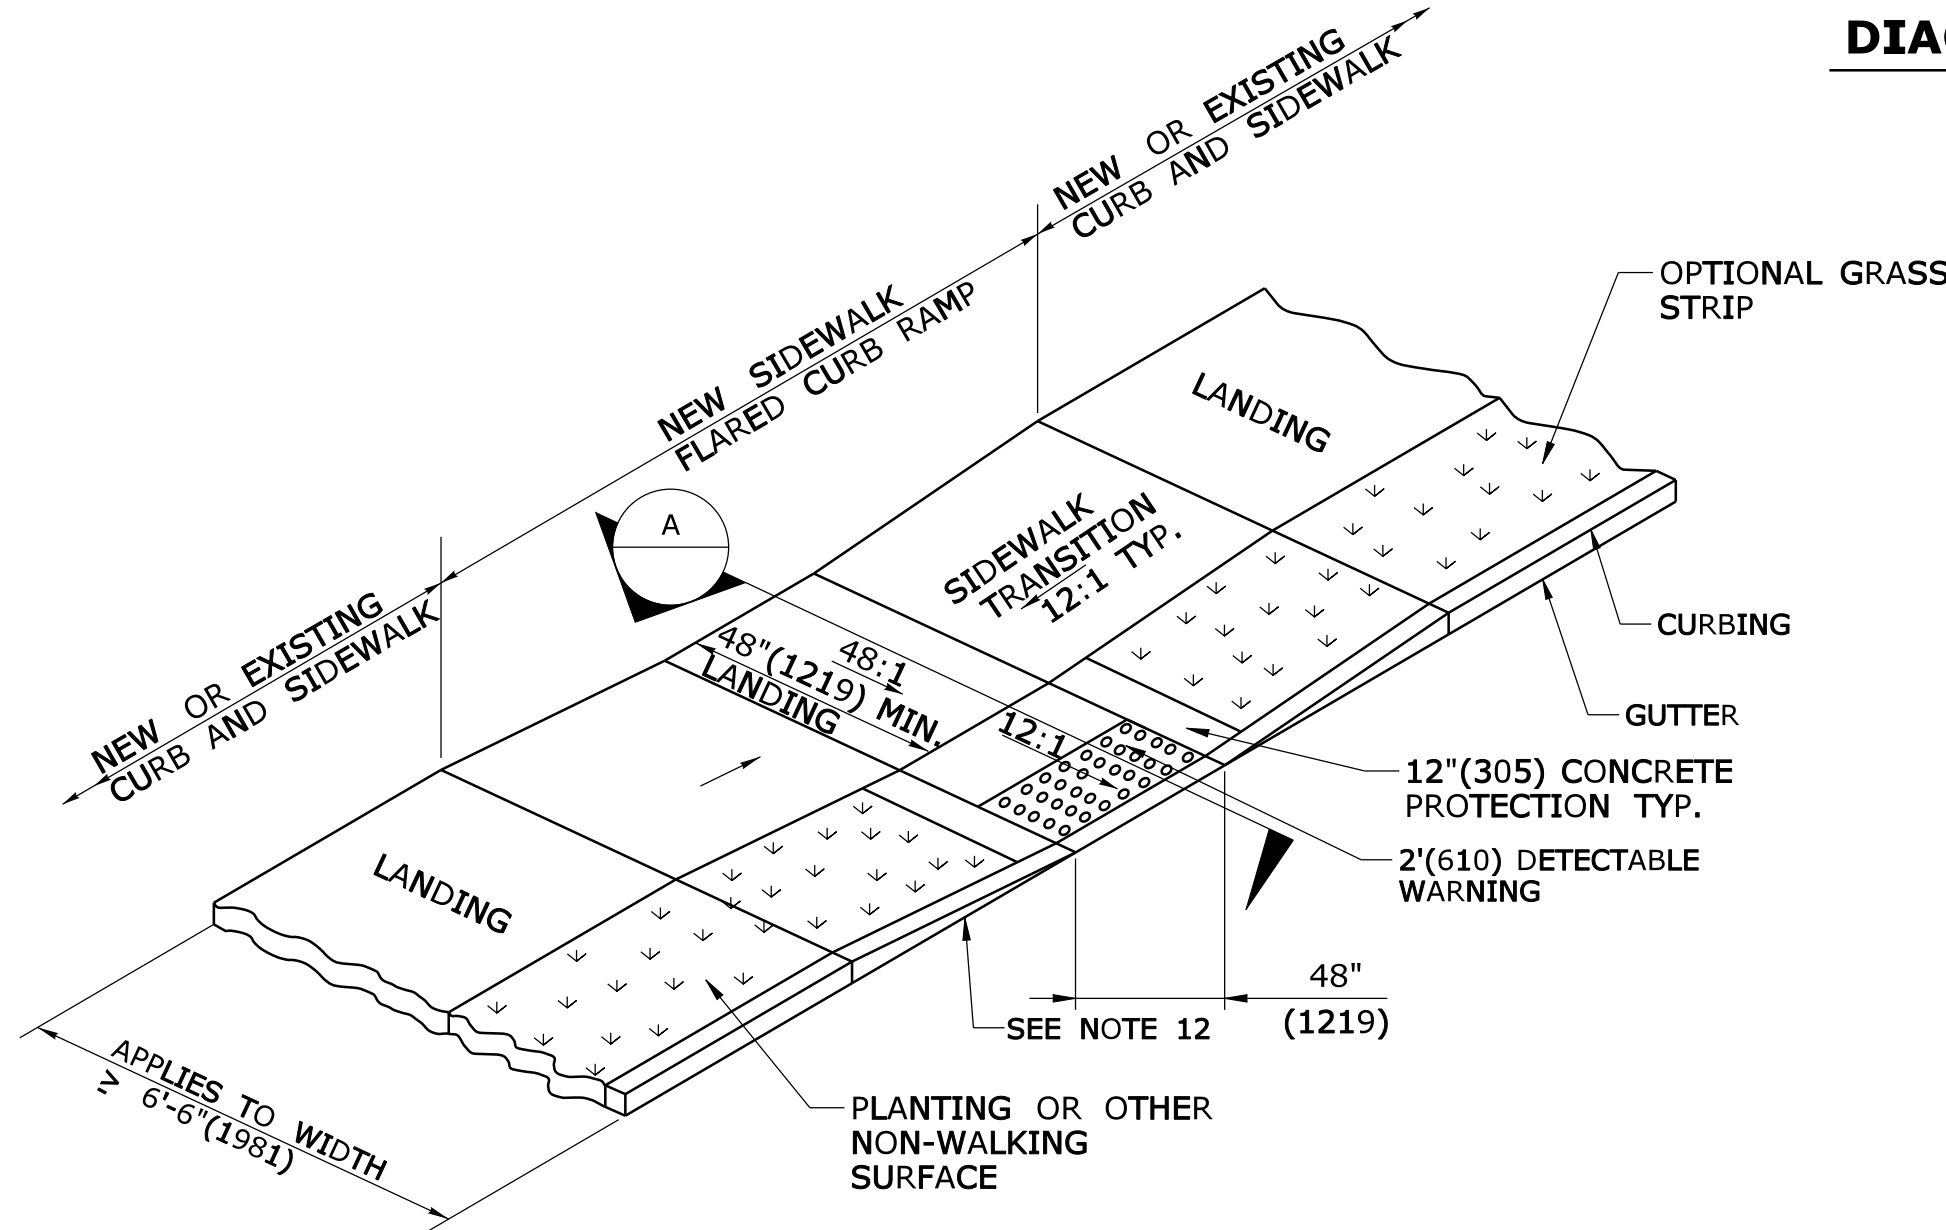 DIAG
NEW OR EXISTING
CURB AND SIDEWALK
OPTIONAL GRASS
STRIP
NEW SIDEWALK
FLARED CURB RAMP
LANDING
A
SIDEWALK
TRANSITION
12:1 TYP.
NEW OR EXISTING
CURB AND SIDEWALK
48:1
48"(1219) MIN.
LANDING
12:1
CURBING
GUTTER
12"(305) CONCRETE
PROTECTION TYP.
2'(610) DETECTABLE
WARNING
LANDING
48"
(1219)
SEE NOTE 12
APPLIES TO WIDTH
≥ 6'-6"(1981)
PLANTING OR OTHER
NON-WALKING
SURFACE